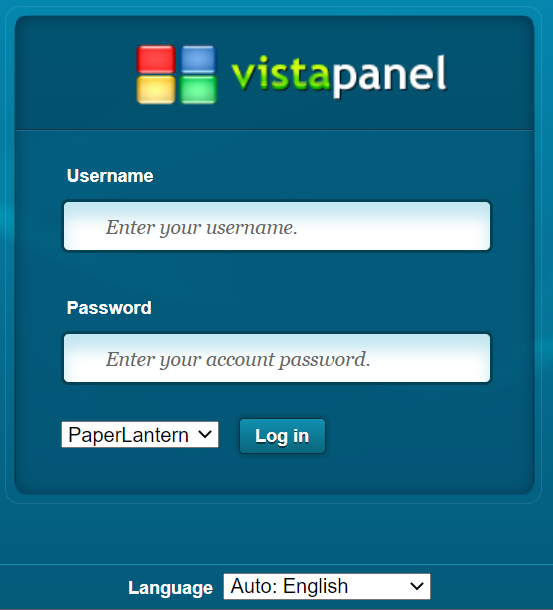 vistapanel
Username
Enter your username.
Password
Enter your account password.
PaperLantern Log in
Language Auto: English